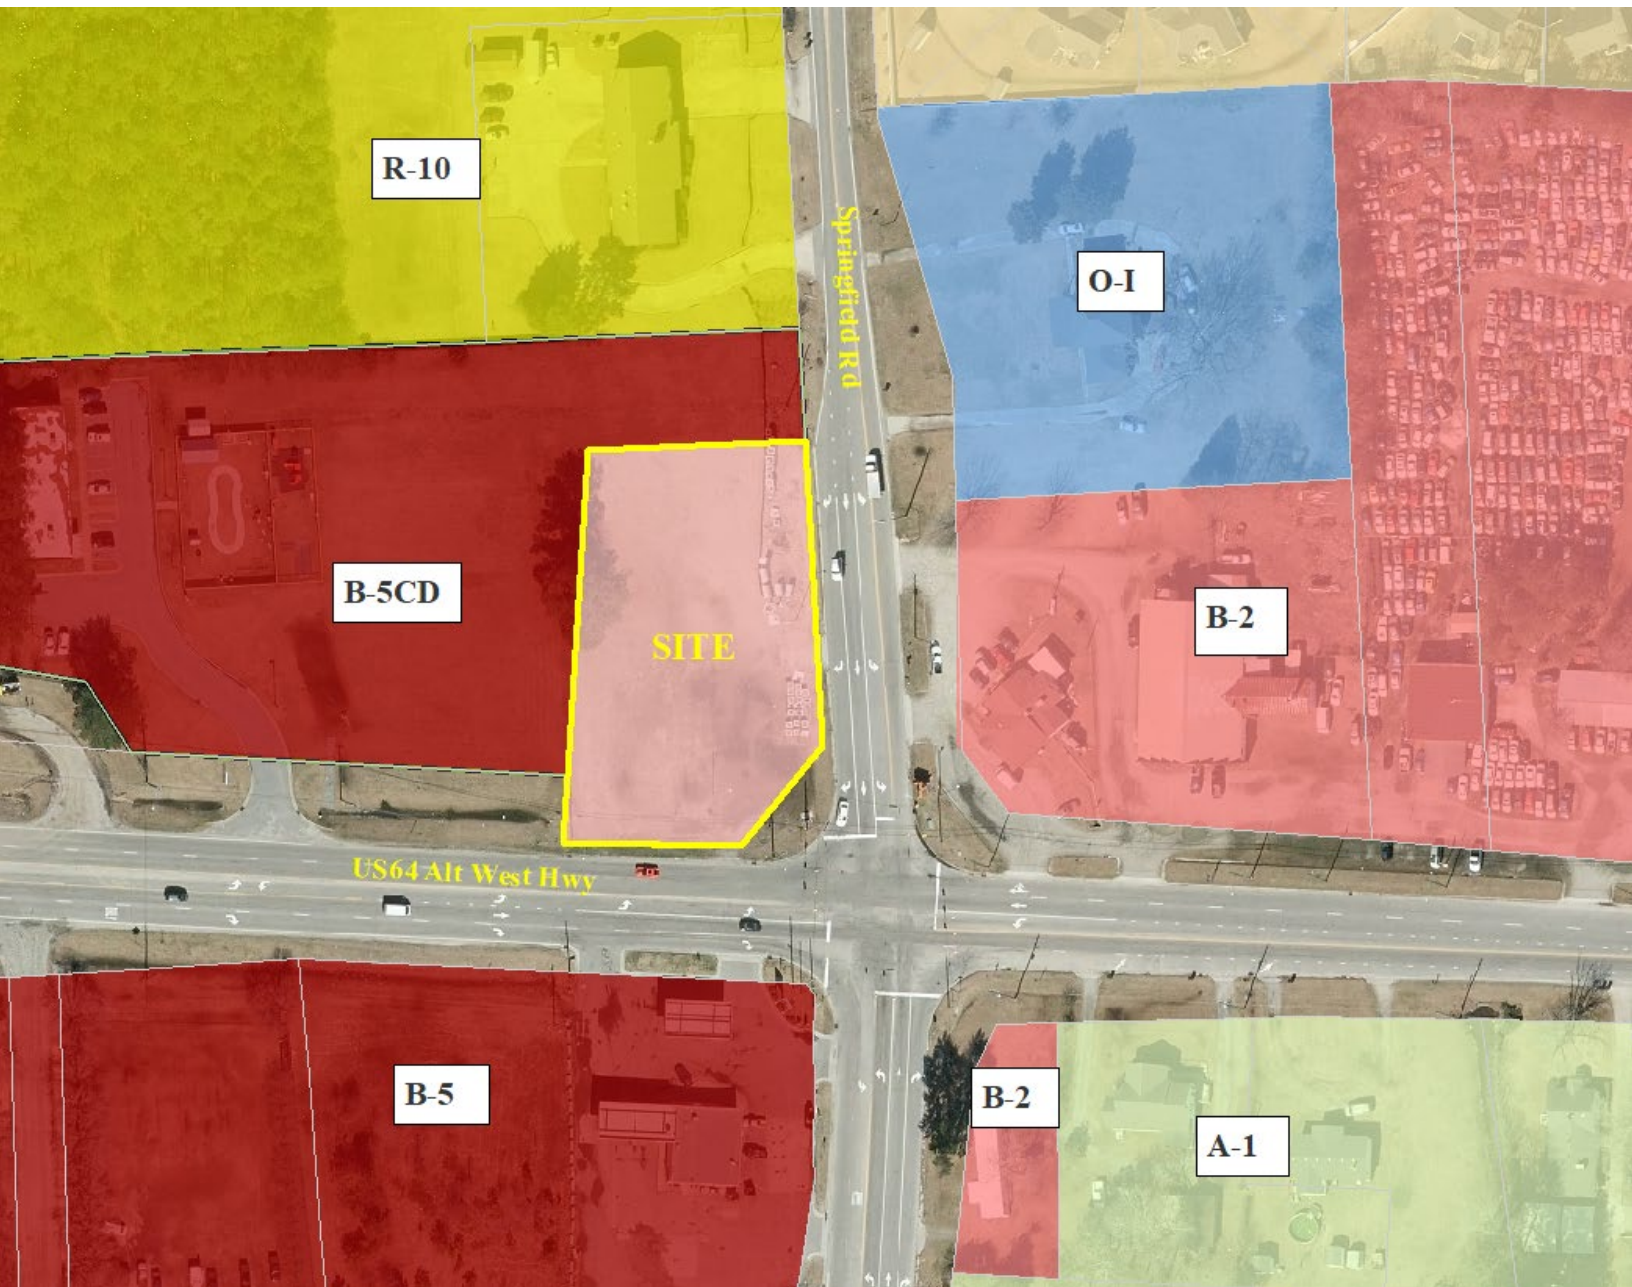 R-10
Springfield Rd
O-I
B-5CD
B-2
SITE
US64 Alt West Hwy
B-5
B-2
A-1